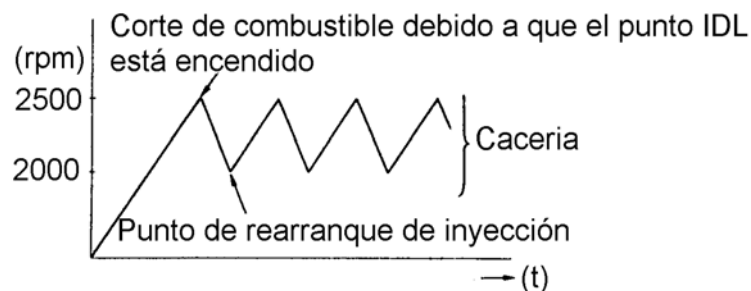 Corte de combustible debido a que el punto IDL
está encendido
(rpm)
2500
2000
Caceria
Punto de rearranque de inyección
(t)